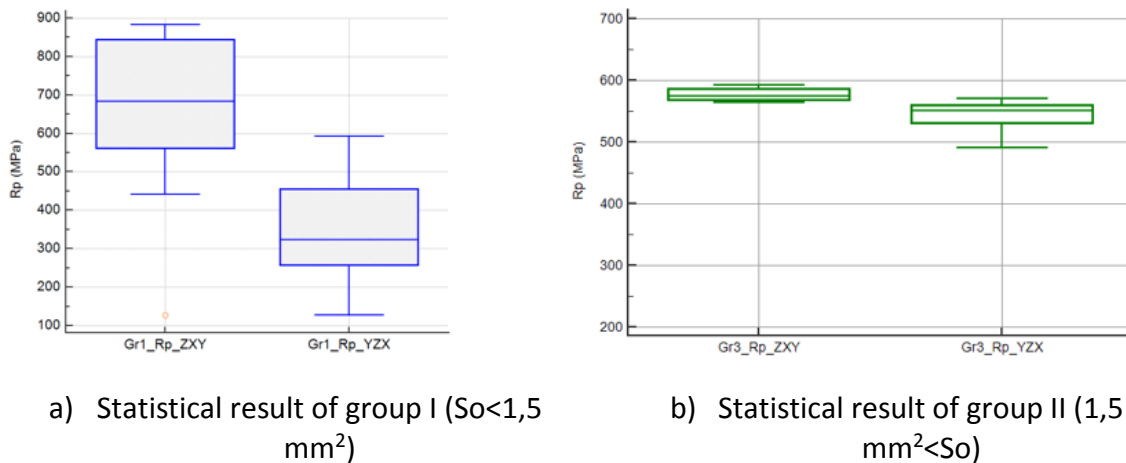 900
800
700
600
500
400
300
200
100
Rp (MPa)
Gr1_Rp_ZXY
Gr1_Rp_YZX
700
600
500
400
300
200
Rp (MPa)
Gr3_Rp_ZXY
Gr3_Rp_YZX
a) Statistical result of group I (So<1,5
mm²)
b) Statistical result of group II (1,5
mm²<So)